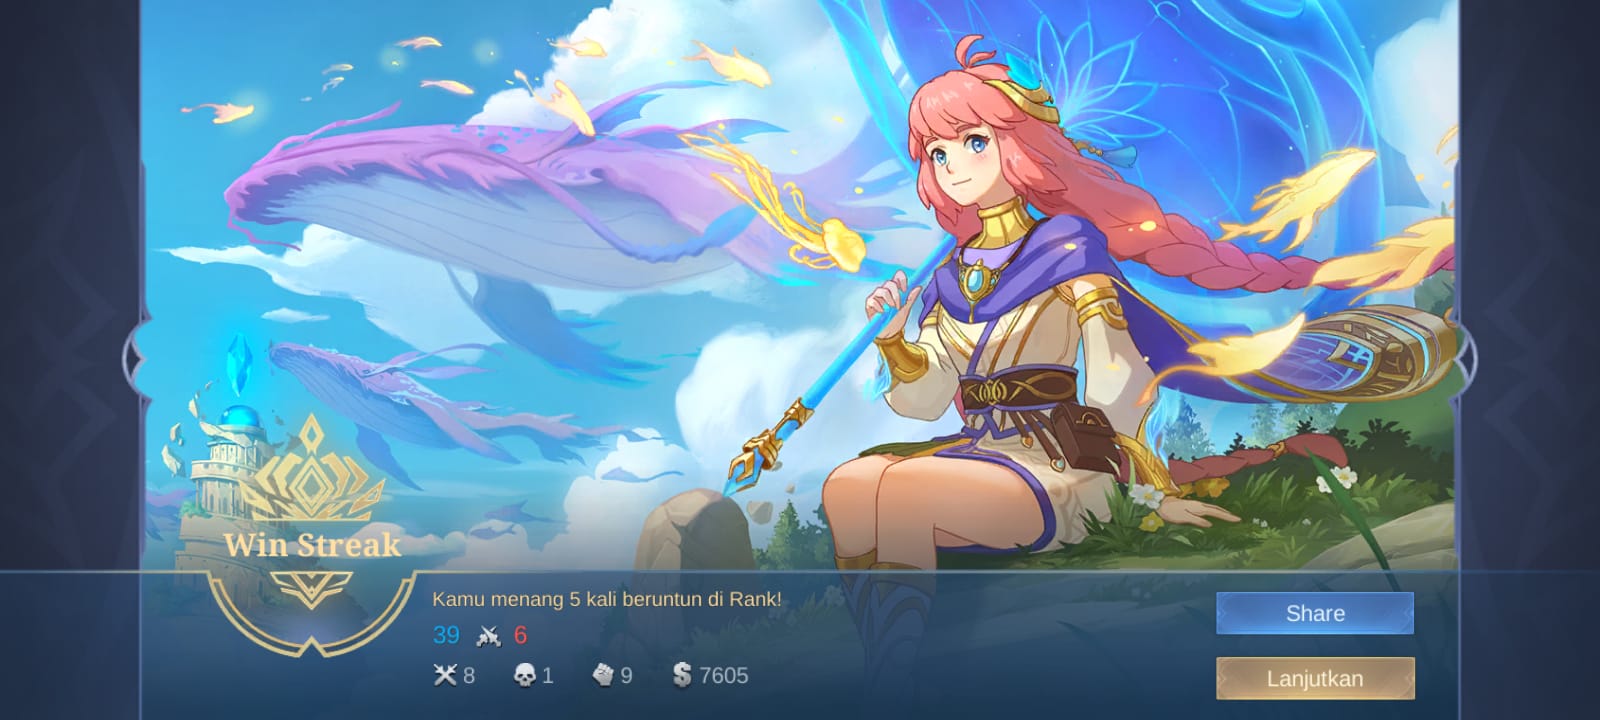 Win Streak
Kamu menang 5 kali beruntun di Rank!
39 6
8 1 9 7605
Share
Lanjutkan